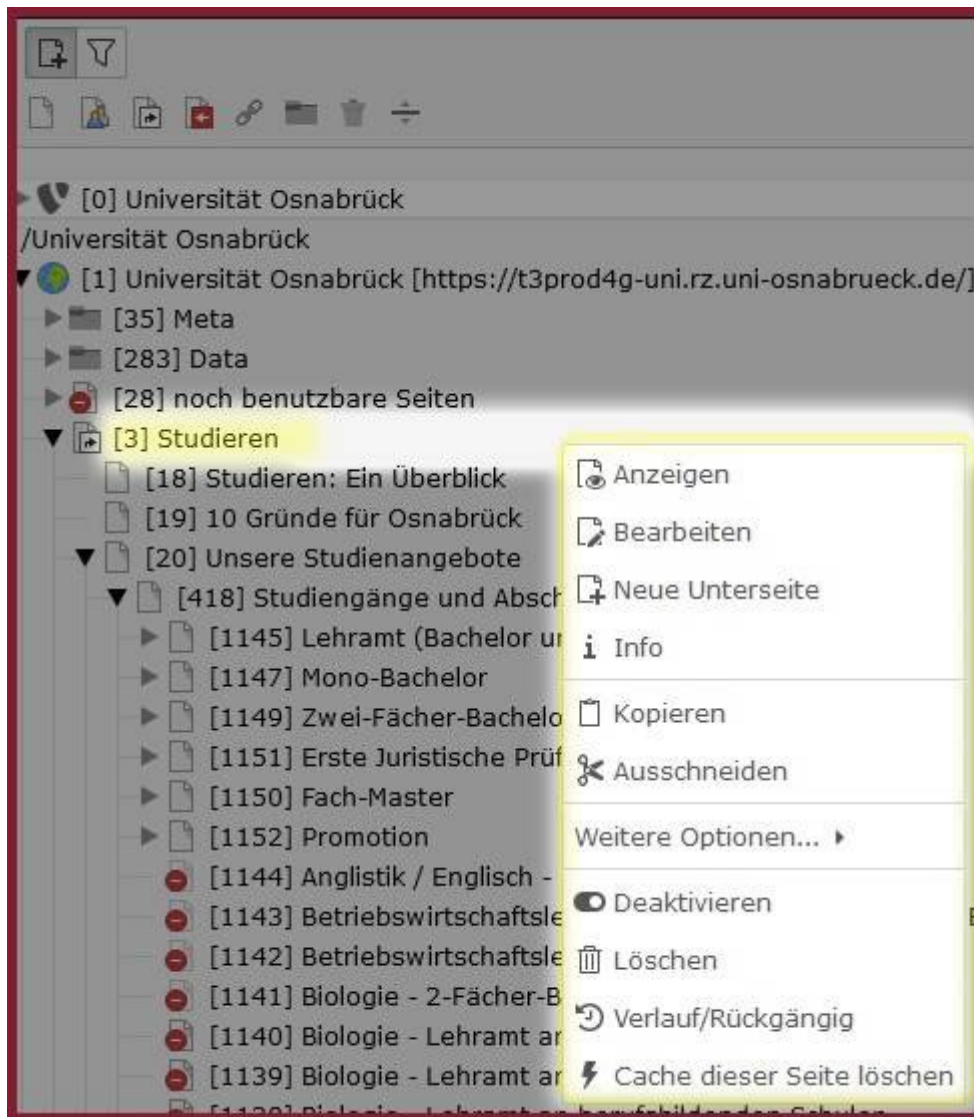 [0] Universität Osnabrück
/Universität Osnabrück
[1] Universität Osnabrück [https://t3prod4g-uni.rz.uni-osnabrueck.de/]
[35] Meta
[283] Data
[28] noch benutzbare Seiten
[3] Studieren
[18] Studieren: Ein Überblick
[19] 10 Gründe für Osnabrück
[20] Unsere Studienangebote
[418] Studiengänge und Absch
[1145] Lehramt (Bachelor un
[1147] Mono-Bachelor
[1149] Zwei-Fächer-Bachelo
[1151] Erste Juristische Prüf
[1150] Fach-Master
[1152] Promotion
[1144] Anglistik / Englisch -
[1143] Betriebswirtschaftsle
[1142] Betriebswirtschaftsle
[1141] Biologie - 2-Fächer-B
[1140] Biologie - Lehramt an
[1139] Biologie - Lehramt an
Anzeigen
Bearbeiten
Neue Unterseite
Info
Kopieren
Ausschneiden
Weitere Optionen...
Deaktivieren
Löschen
Verlauf/Rückgängig
Cache dieser Seite löschen